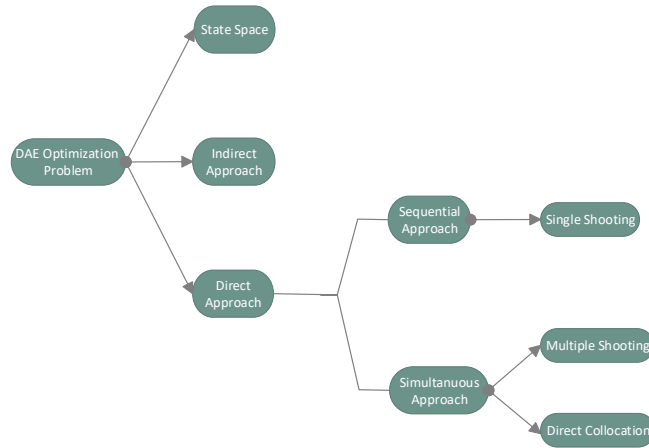 State Space
DAE Optimization
Problem
Indirect
Approach
Direct
Approach
Sequential
Approach
Single Shooting
Simultanuous
Approach
Multiple Shooting
Direct Collocation